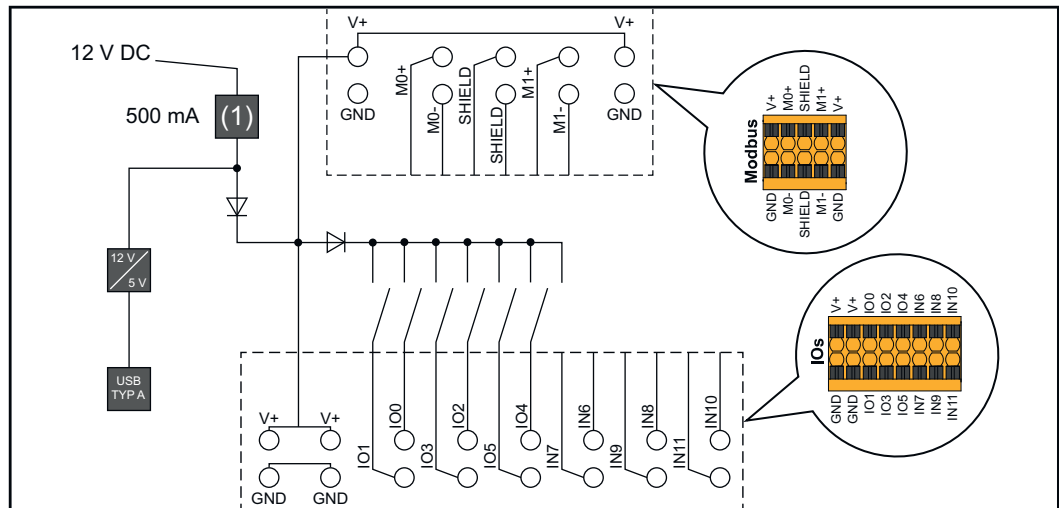 12 V DC
500 mA
(1)
12 V
5 V
USB
TYP A
V+
V+
M0+
SHIELD
M1+
GND
M0-
SHIELD
M1-
GND
V+
M0+
SHIELD
M1+
V+
Modbus
GND
M0-
SHIELD
M1-
GND
V+
V+
IO0
IO2
IO4
IN6
IN8
IN10
IOs
GND
GND
IO1
IO3
IO5
IN7
IN9
IN11
V+
V+
IO0
IO2
IO4
IN6
IN8
IN10
IO1
IO3
IO5
IN7
IN9
IN11
GND
GND